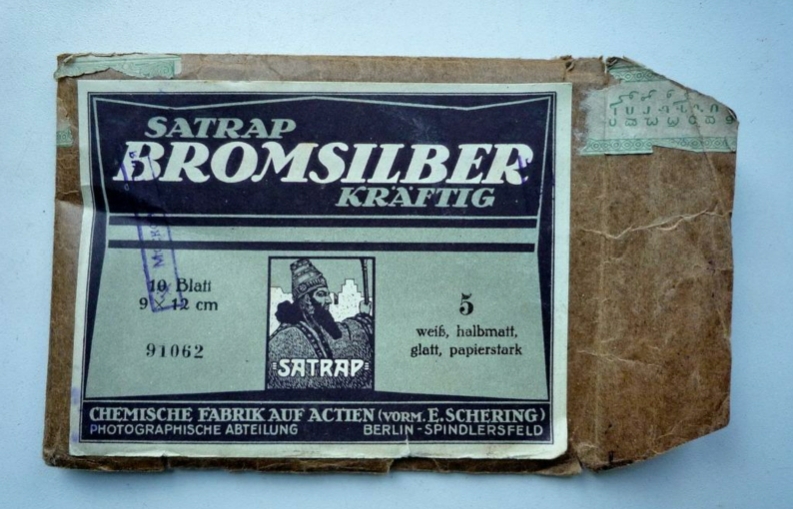 SATRAP
BROMSILBER
KRÄFTIG
10 Blatt
9 × 12 cm
91062
SATRAP
5
weiß, halbmatt,
glatt, papierstark
CHEMISCHE FABRIK AUF ACTIEN (VORM. E. SCHERING)
PHOTOGRAPHISCHE ABTEILUNG BERLIN-SPINDLERSFELD